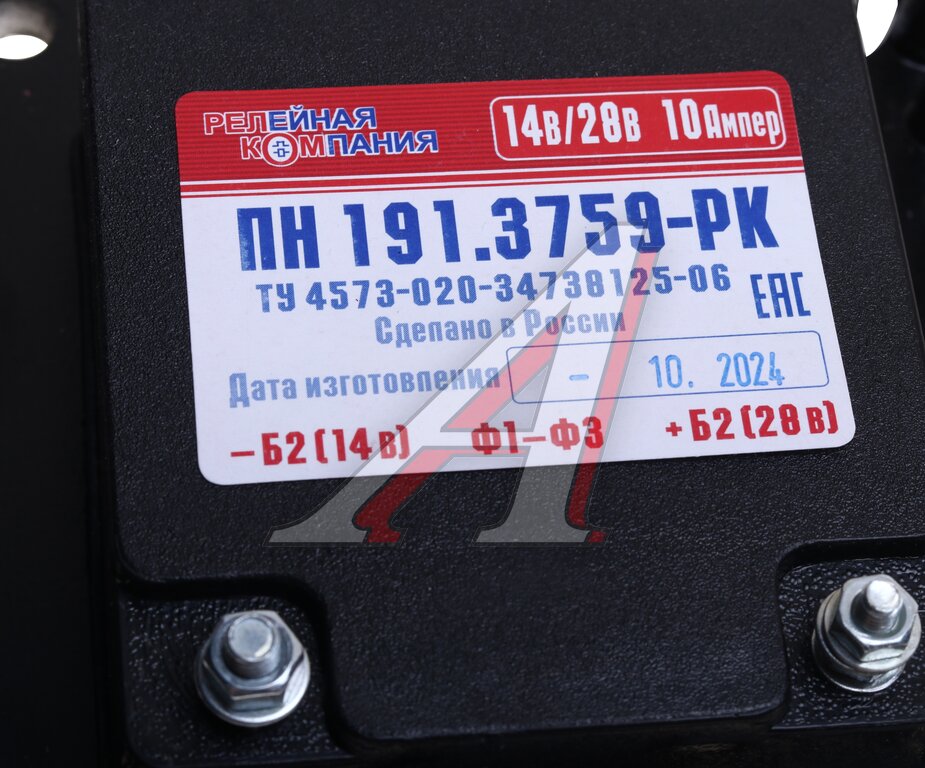 РЕЛЕЙНАЯ
КОМПАНИЯ
14В/28В 10Ампер
ПН 191.3759-РК
ТУ 4573-020-34738125-06
Сделано в России
ЕАС
Дата изготовления - 10. 2024
–Б2(14 в) Ф1–Ф3 +Б2(28 в)